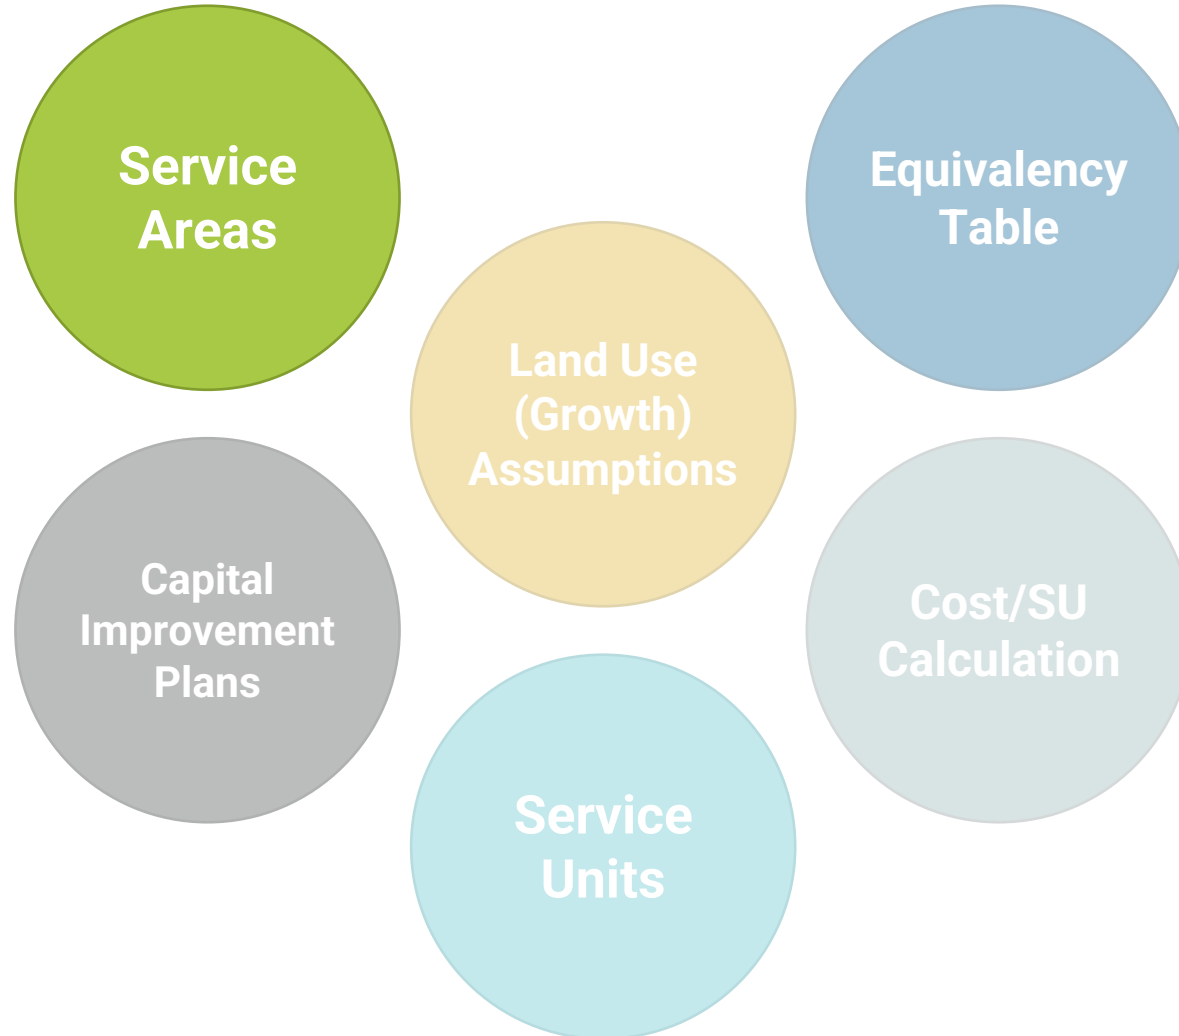 Service
Areas
Equivalency
Table
Land Use
(Growth)
Assumptions
Capital
Improvement
Plans
Cost/SU
Calculation
Service
Units